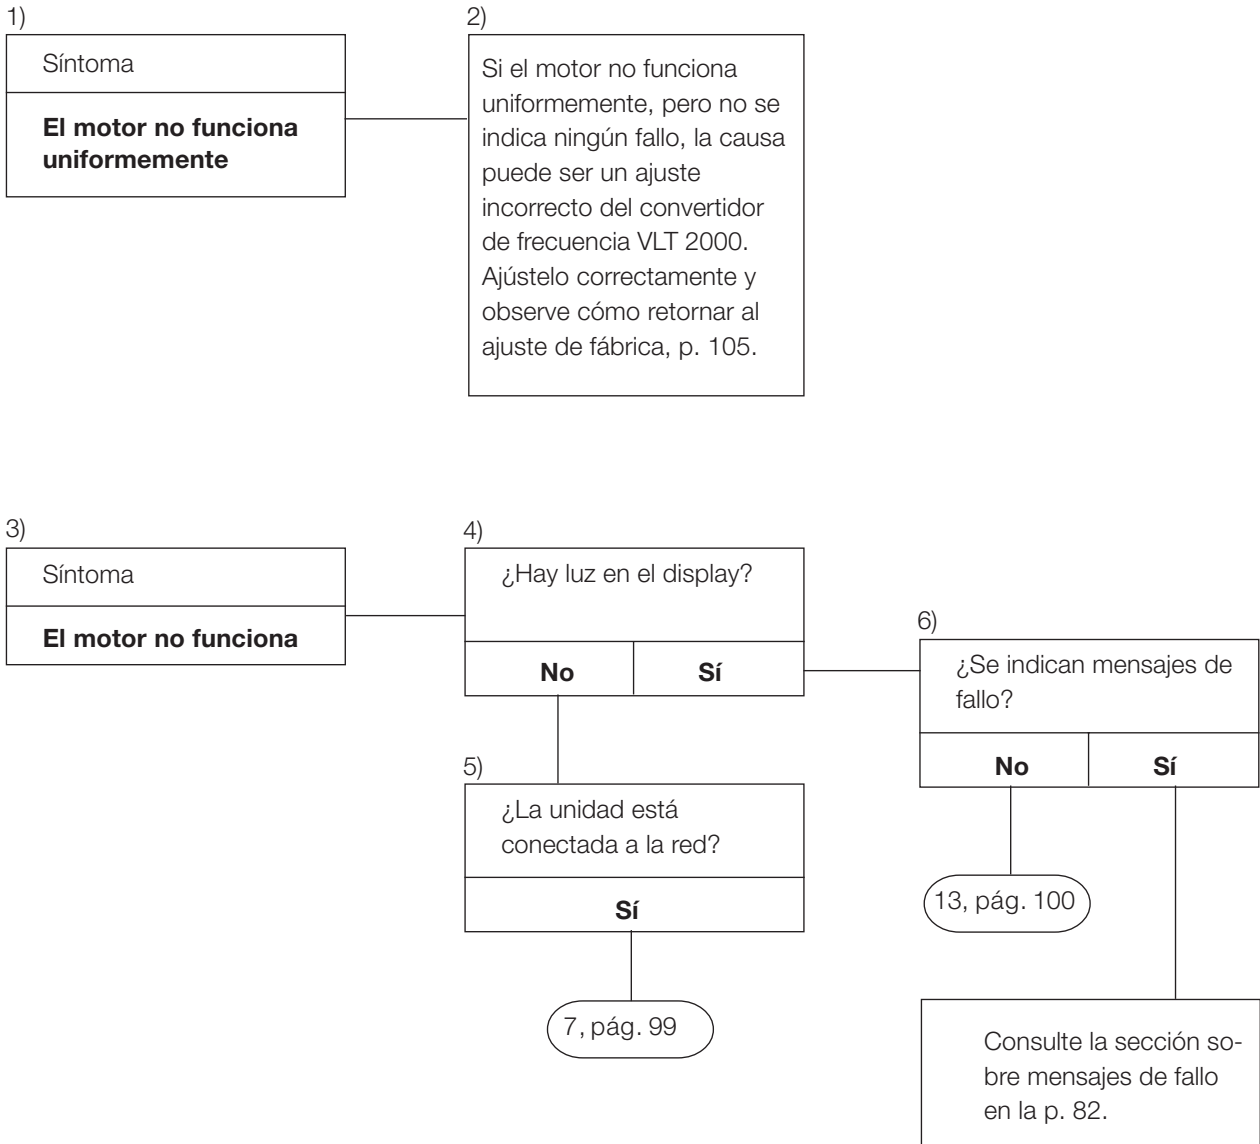 1)
Síntoma
El motor no funciona
uniformemente
2)
Si el motor no funciona
uniformemente, pero no se
indica ningún fallo, la causa
puede ser un ajuste
incorrecto del convertidor
de frecuencia VLT 2000.
Ajústelo correctamente y
observe cómo retornar al
ajuste de fábrica, p. 105.
3)
Síntoma
El motor no funciona
4)
¿Hay luz en el display?
No Sí
5)
¿La unidad está
conectada a la red?
Sí
7, pág. 99
6)
¿Se indican mensajes de
fallo?
No Sí
13, pág. 100
Consulte la sección so-
bre mensajes de fallo
en la p. 82.